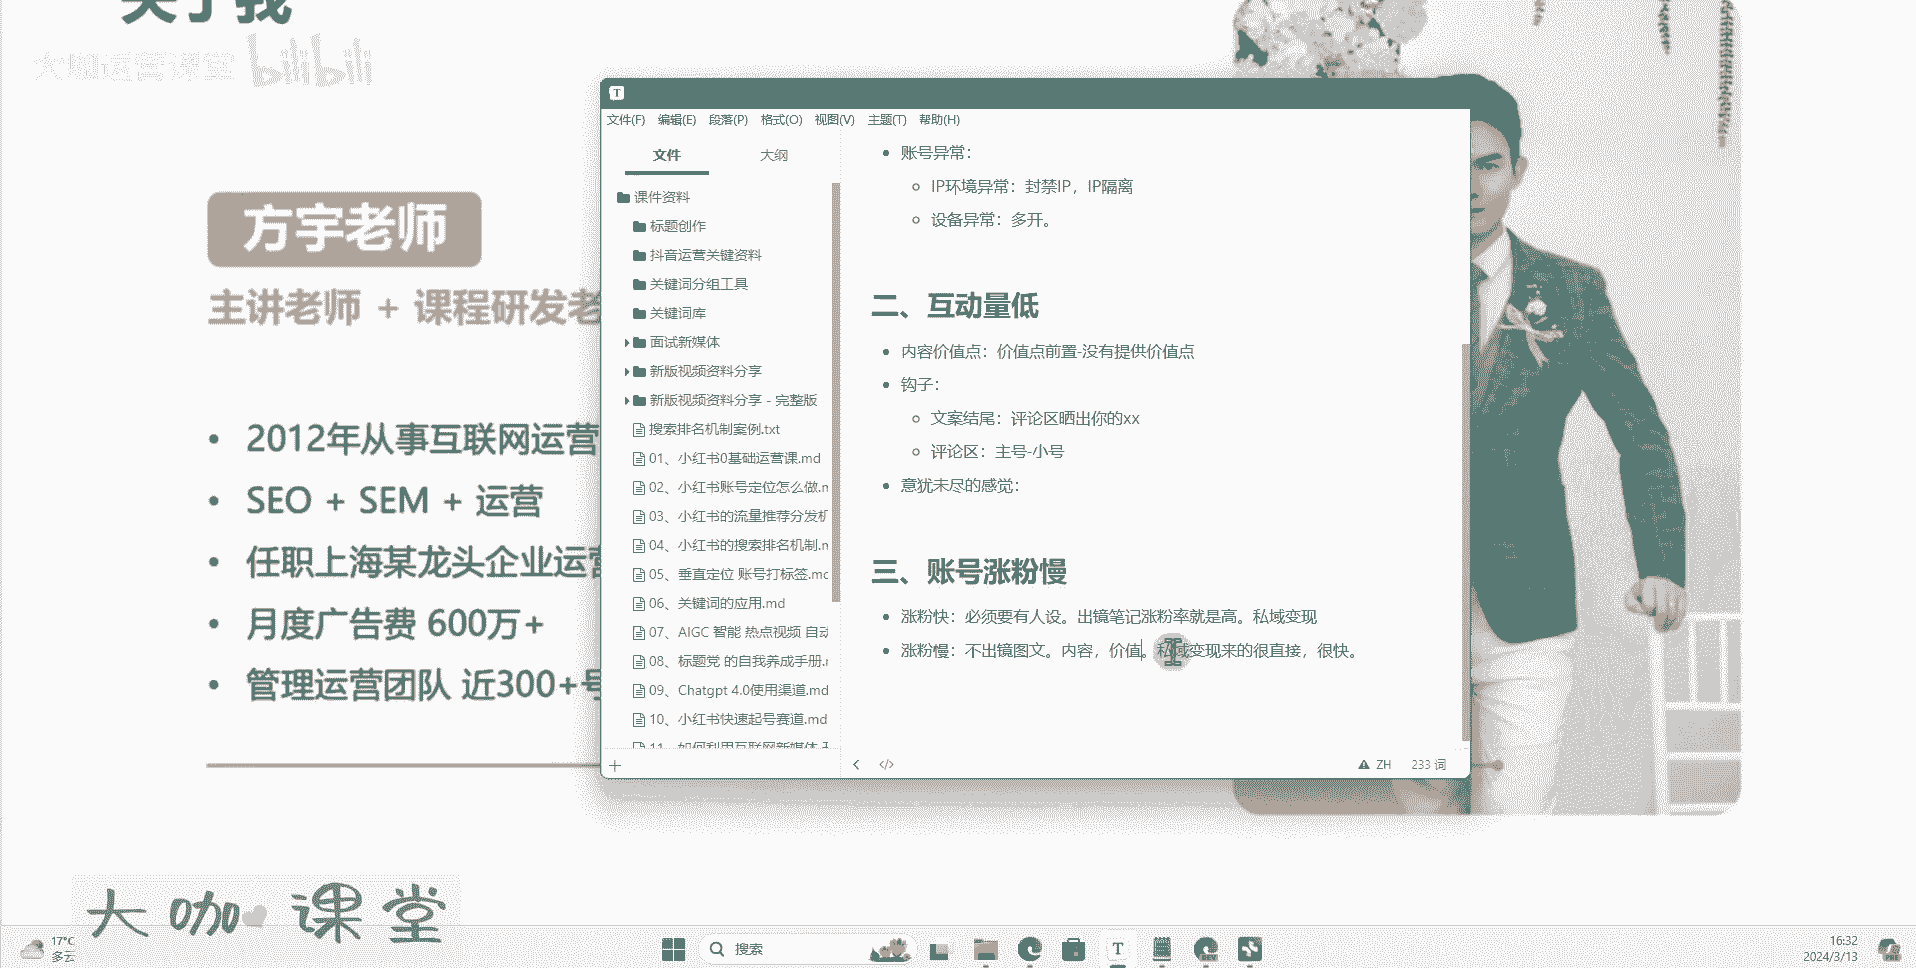 关于我
大咖运营课堂 bilibili
方宇老师
主讲老师 + 课程研发老
2012年从事互联网运营
SEO + SEM + 运营
任职上海某龙头企业运营
月度广告费 600万+
管理运营团队 近300+号
文件(F) 编辑(E) 段落(P) 格式(O) 视图(V) 主题(T) 帮助(H)
文件 大纲
课件资料
标题创作
抖音运营关键资料
关键词分组工具
关键词库
面试新媒体
新版视频资料分享
新版视频资料分享 - 完整版
搜索排名机制案例.txt
01、小红书0基础运营课.md
02、小红书账号定位怎么做.m
03、小红书的流量推荐分发机
04、小红书的搜索排名机制.m
05、垂直定位 账号打标签.md
06、关键词的应用.md
07、AIGC 智能 热点视频 自动
08、标题党 的自我养成手册.
09、Chatgpt 4.0使用渠道.md
10、小红书快速起号赛道.md
11、如何利用互联网新媒体
账号异常：
IP环境异常：封禁IP，IP隔离
设备异常：多开。
二、互动量低
内容价值点：价值点前置-没有提供价值点
钩子：
文案结尾：评论区晒出你的xx
评论区：主号-小号
意犹未尽的感觉：
三、账号涨粉慢
涨粉快：必须要有人设。出镜笔记涨粉率就是高。私域变现
涨粉慢：不出镜图文。内容，价值。私域变现来的很直接，很快。
ZH 233 词
大咖课堂
17°C
多云
搜索
16:32
2024/3/13